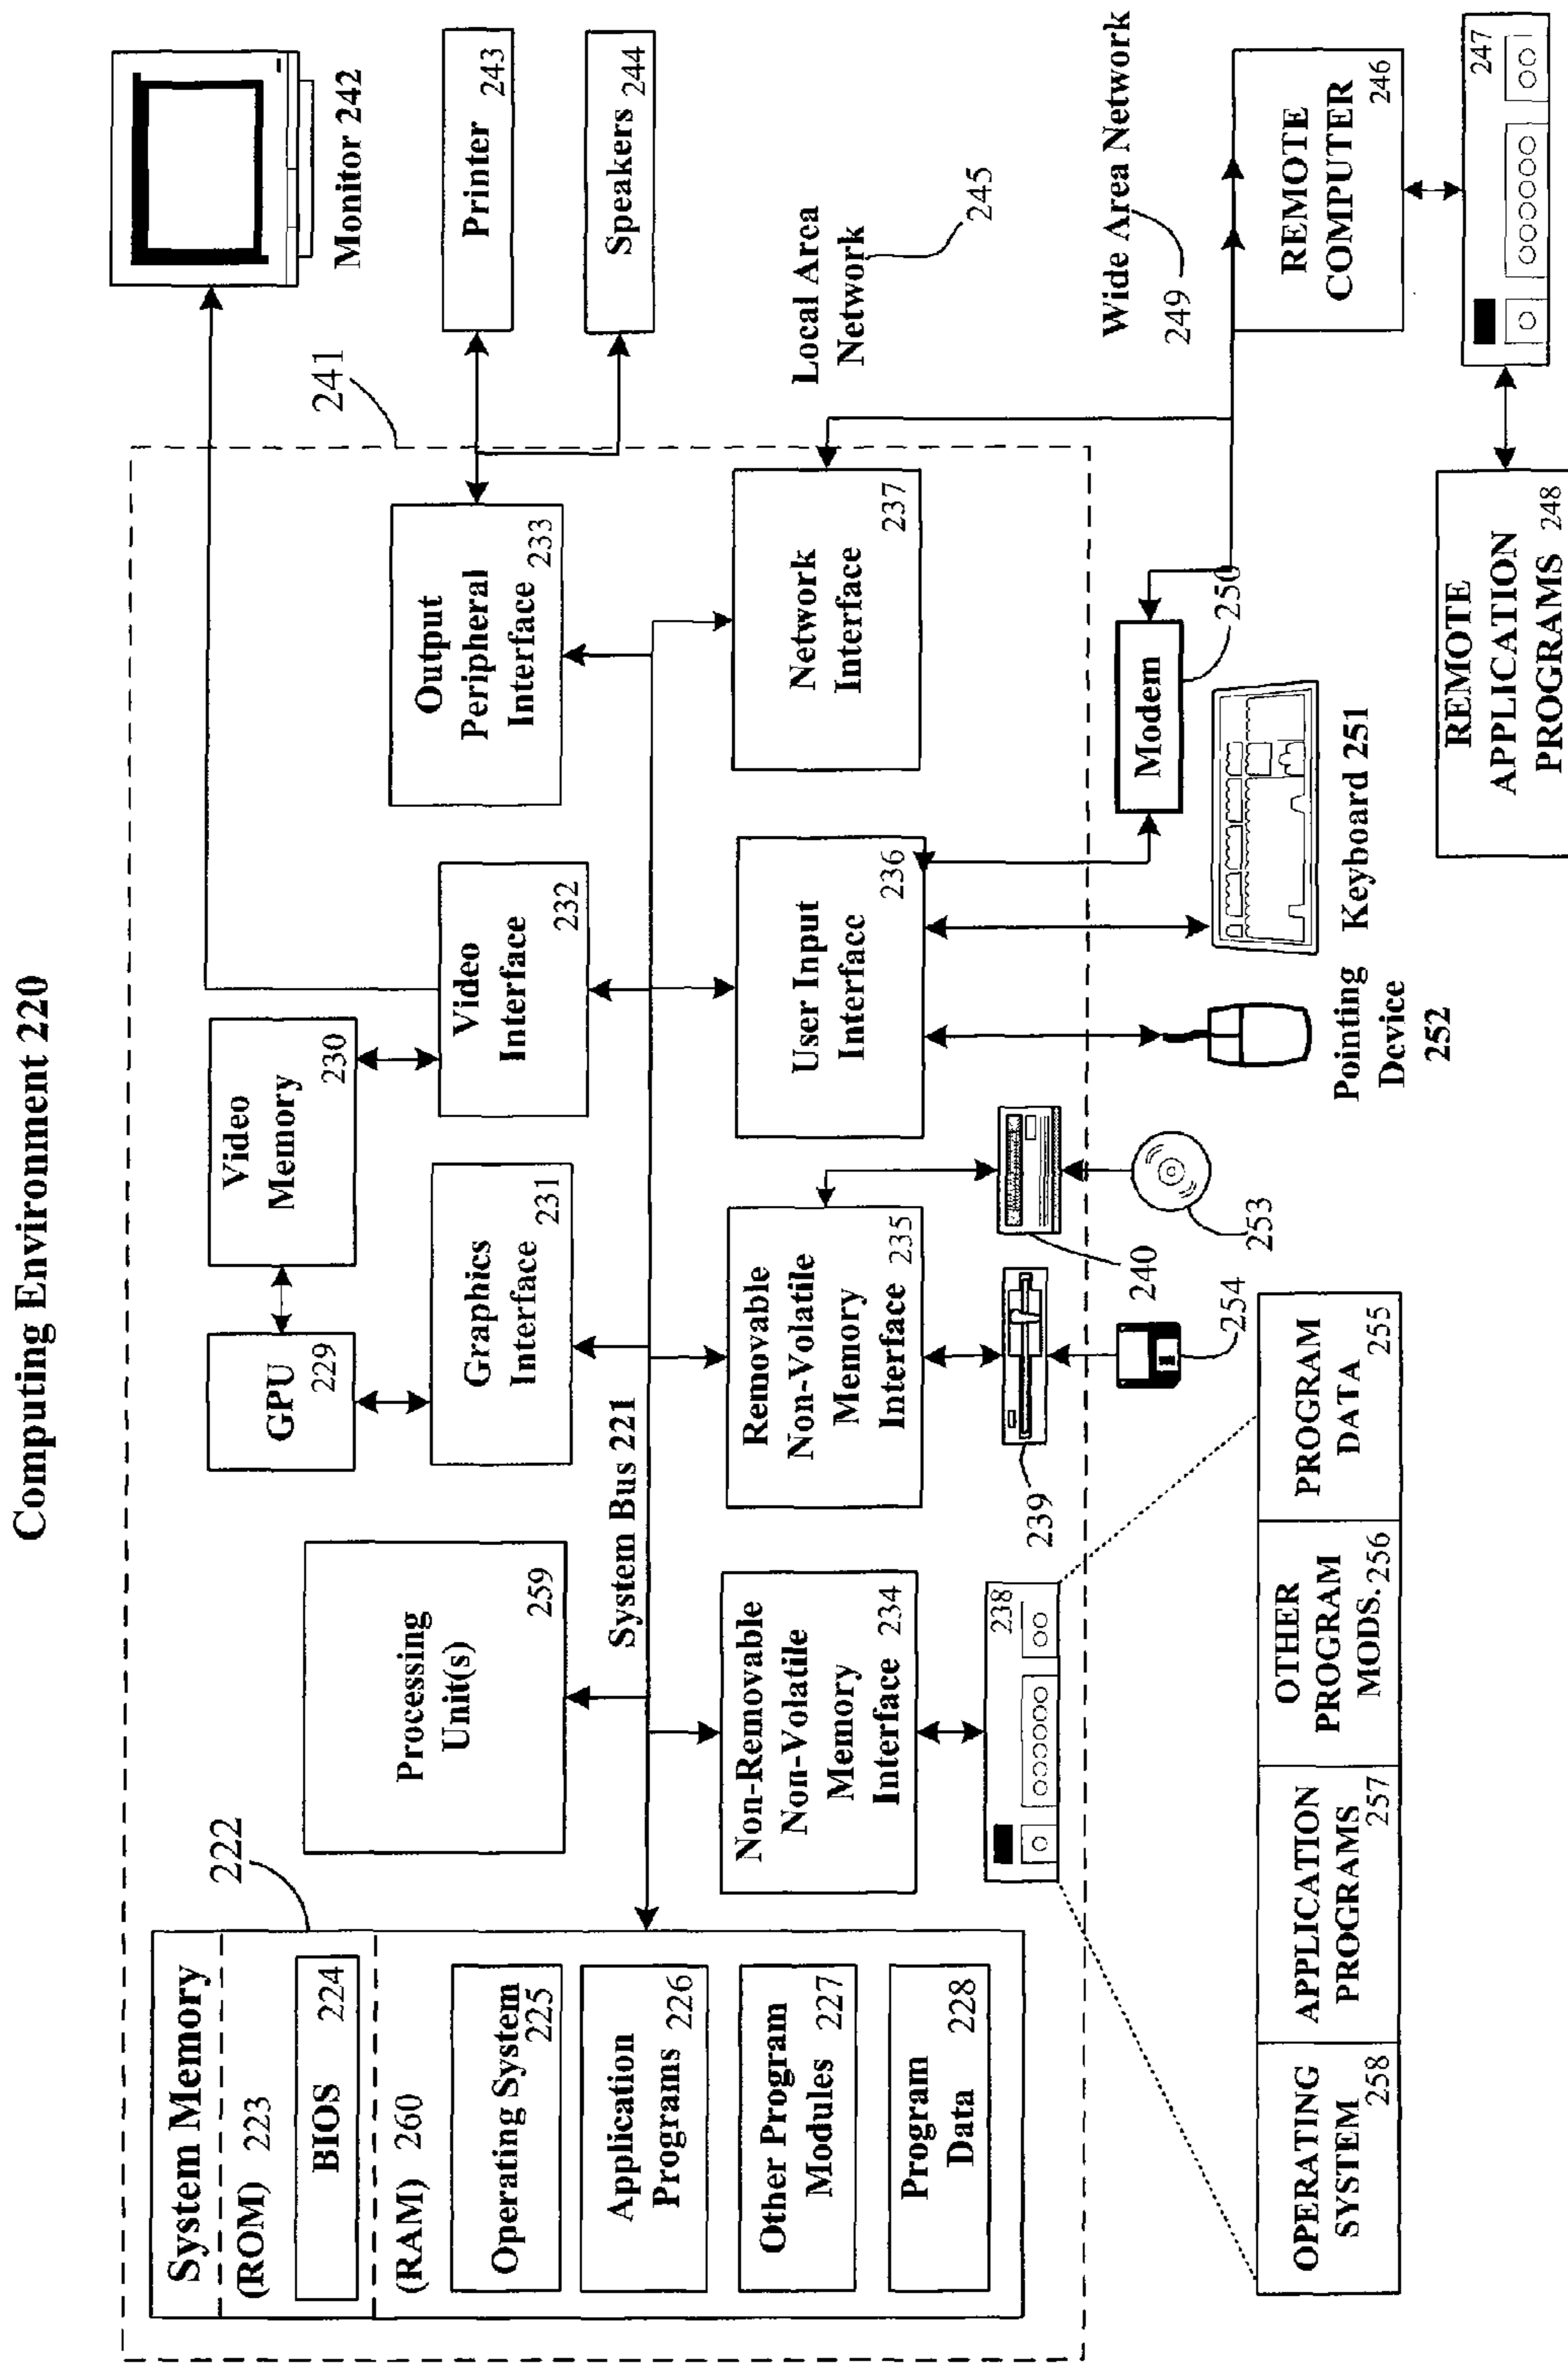 Computing Environment 220
222
System Memory
(ROM) 223
BIOS 224
(RAM) 260
Operating System
225
Application
Programs 226
Other Program
Modules 227
Program
Data 228
Processing
Unit(s)
259
System Bus 221
GPU
229
Video
Memory
230
Graphics
Interface
231
Video
Interface
232
Output
Peripheral
Interface 233
241
Monitor 242
Printer
243
Speakers
244
Non-Removable
Non-Volatile
Memory
Interface 234
Removable
Non-Volatile
Memory
Interface 235
User Input
Interface
236
Network
Interface
237
Local Area
Network
245
238
239
240
253
254
Modem
250
Wide Area Network
249
Pointing
Device
252
Keyboard 251
REMOTE
COMPUTER
246
247
REMOTE
APPLICATION
PROGRAMS 248
OPERATING
SYSTEM
258
APPLICATION
PROGRAMS
257
OTHER
PROGRAM
MODS. 256
PROGRAM
DATA
255